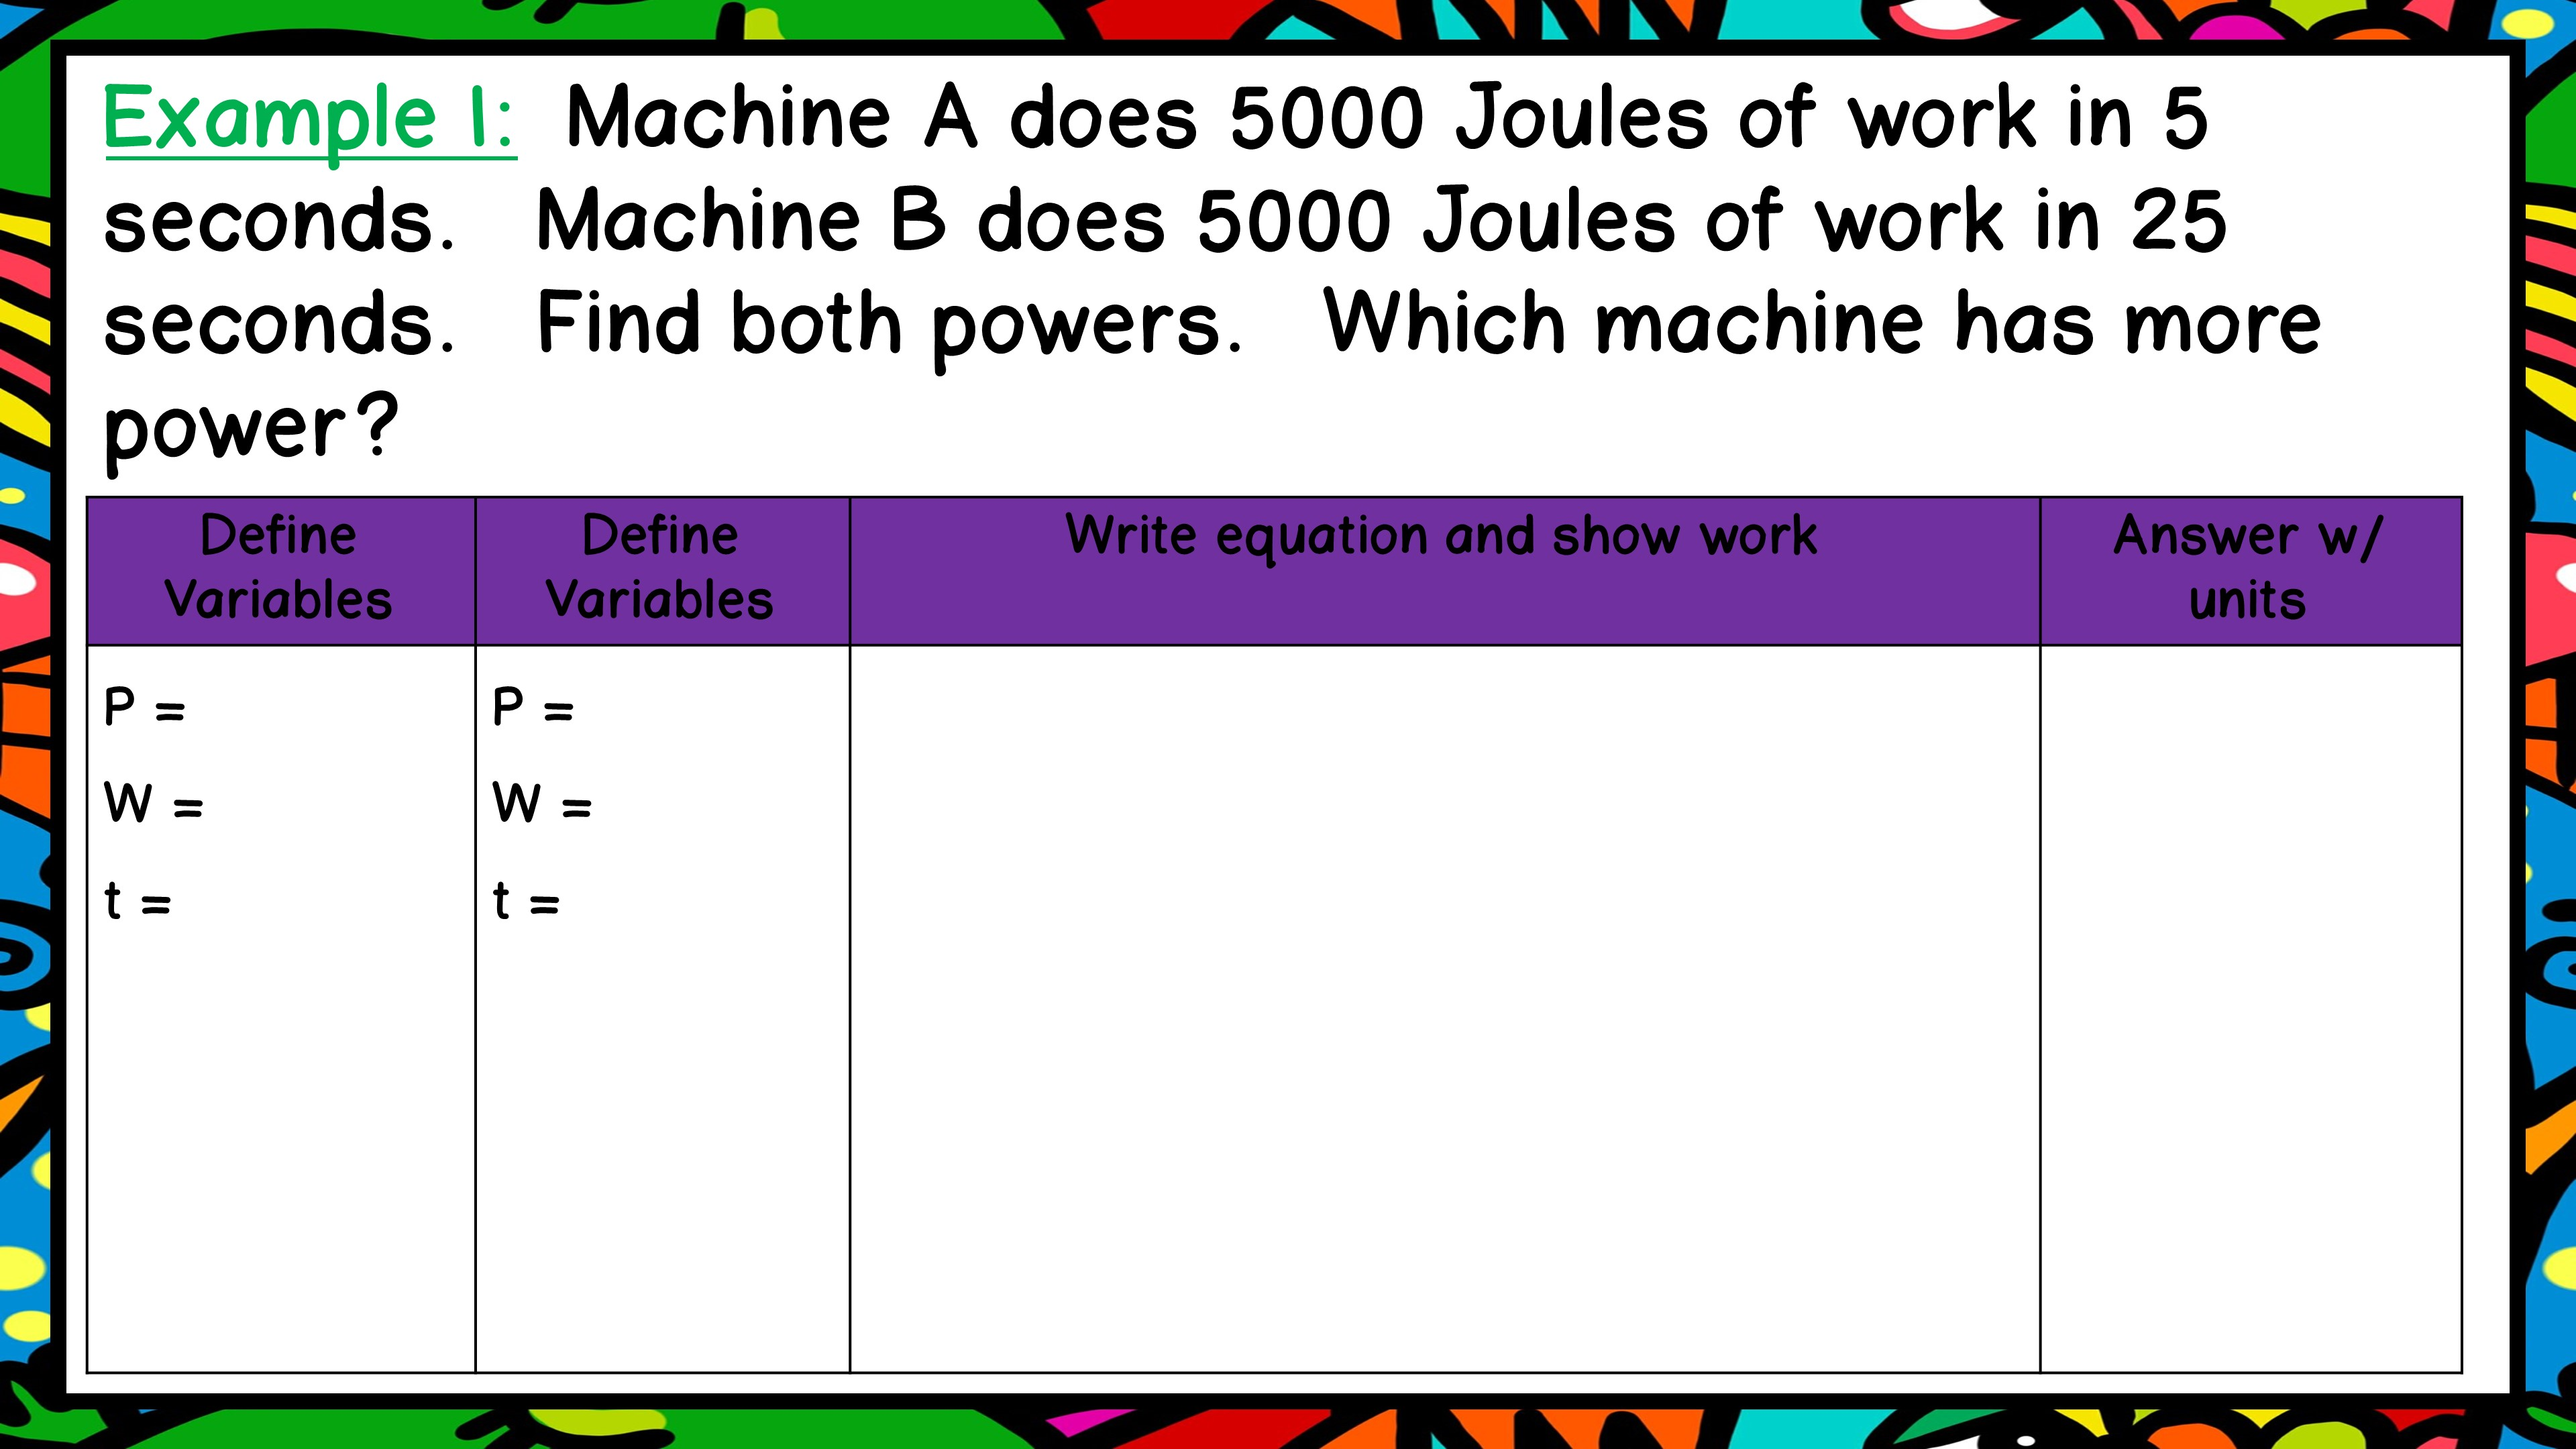 Example 1: Machine A does 5000 Joules of work in 5
seconds. Machine B does 5000 Joules of work in 25
seconds. Find both powers. Which machine has more
power?
Define
Variables
Define
Variables
Write equation and show work
Answer w/
units
P =
W =
t =
P =
W =
t =